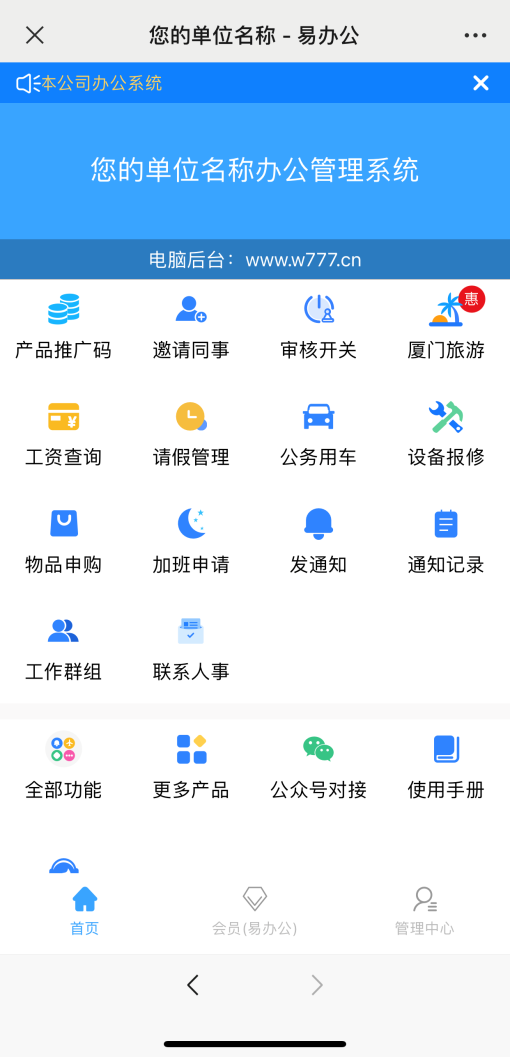 您的单位名称 - 易办公
本公司办公系统
您的单位名称办公管理系统
电脑后台：www.w777.cn
惠
产品推广码 邀请同事 审核开关 厦门旅游
工资查询 请假管理 公务用车 设备报修
物品申购 加班申请 发通知 通知记录
工作群组 联系人事
全部功能 更多产品 公众号对接 使用手册
首页 会员(易办公) 管理中心